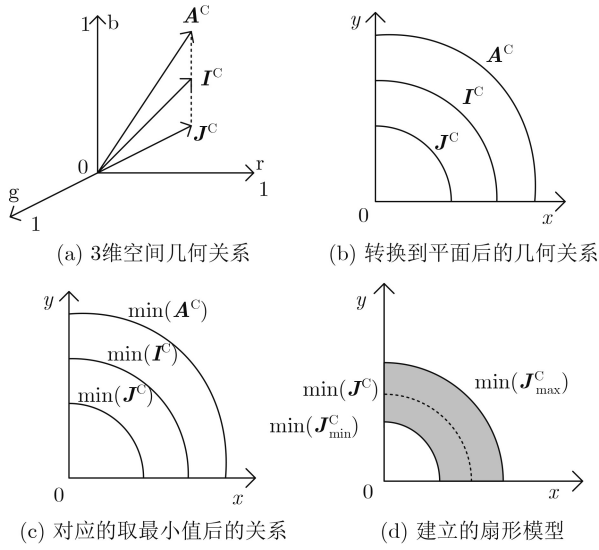 1 b
A^C
I^C
J^C
0 r
1
g
1
(a) 3维空间几何关系
y
A^C
I^C
J^C
0 x
(b) 转换到平面后的几何关系
y
min(A^C)
min(I^C)
min(J^C)
0 x
(c) 对应的取最小值后的关系
y
min(J^C)
min(J^C_max)
min(J^C_min)
0 x
(d) 建立的扇形模型